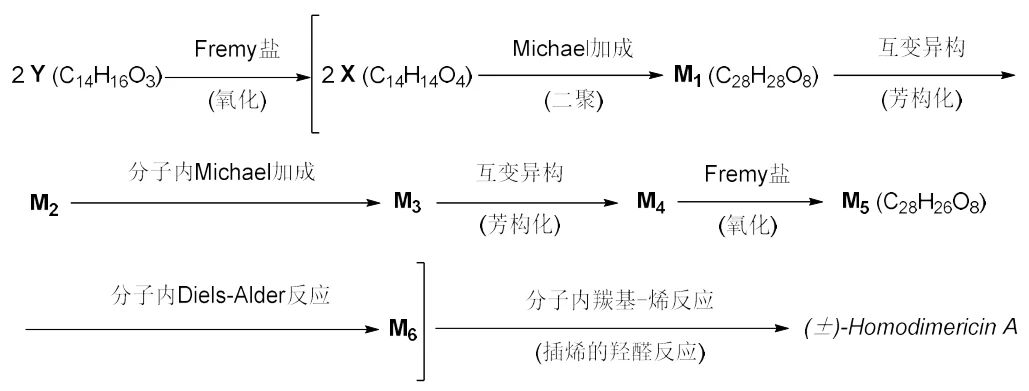 Fremy盐 Michael加成 互变异构
2 Y (C₁₄H₁₆O₃) 2 X (C₁₄H₁₄O₄) M₁ (C₂₈H₂₈O₈)
(氧化) (二聚) (芳构化)
分子内Michael加成 互变异构 Fremy盐
M₂ M₃ M₄ M₅ (C₂₈H₂₆O₈)
(芳构化) (氧化)
分子内Diels-Alder反应 分子内羰基-烯反应
M₆ (±)-Homodimericin A
(插烯的羟醛反应)